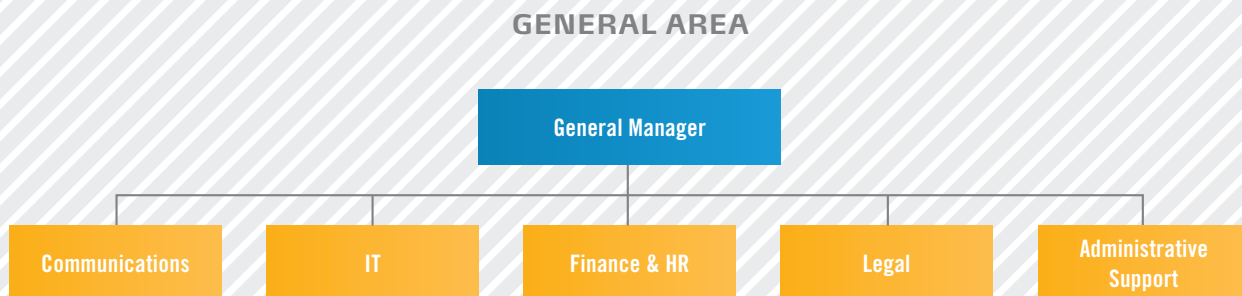 GENERAL AREA
General Manager
Communications
IT
Finance & HR
Legal
Administrative
Support